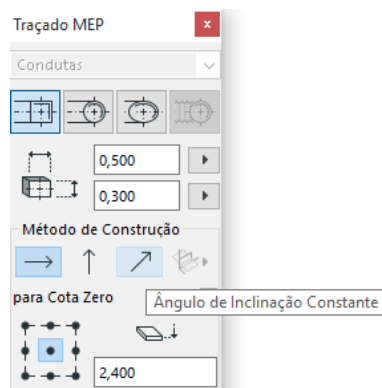 Traçado MEP
x
Condutas
0,500
0,300
Método de Construção
para Cota Zero
Ângulo de Inclinação Constante
2,400